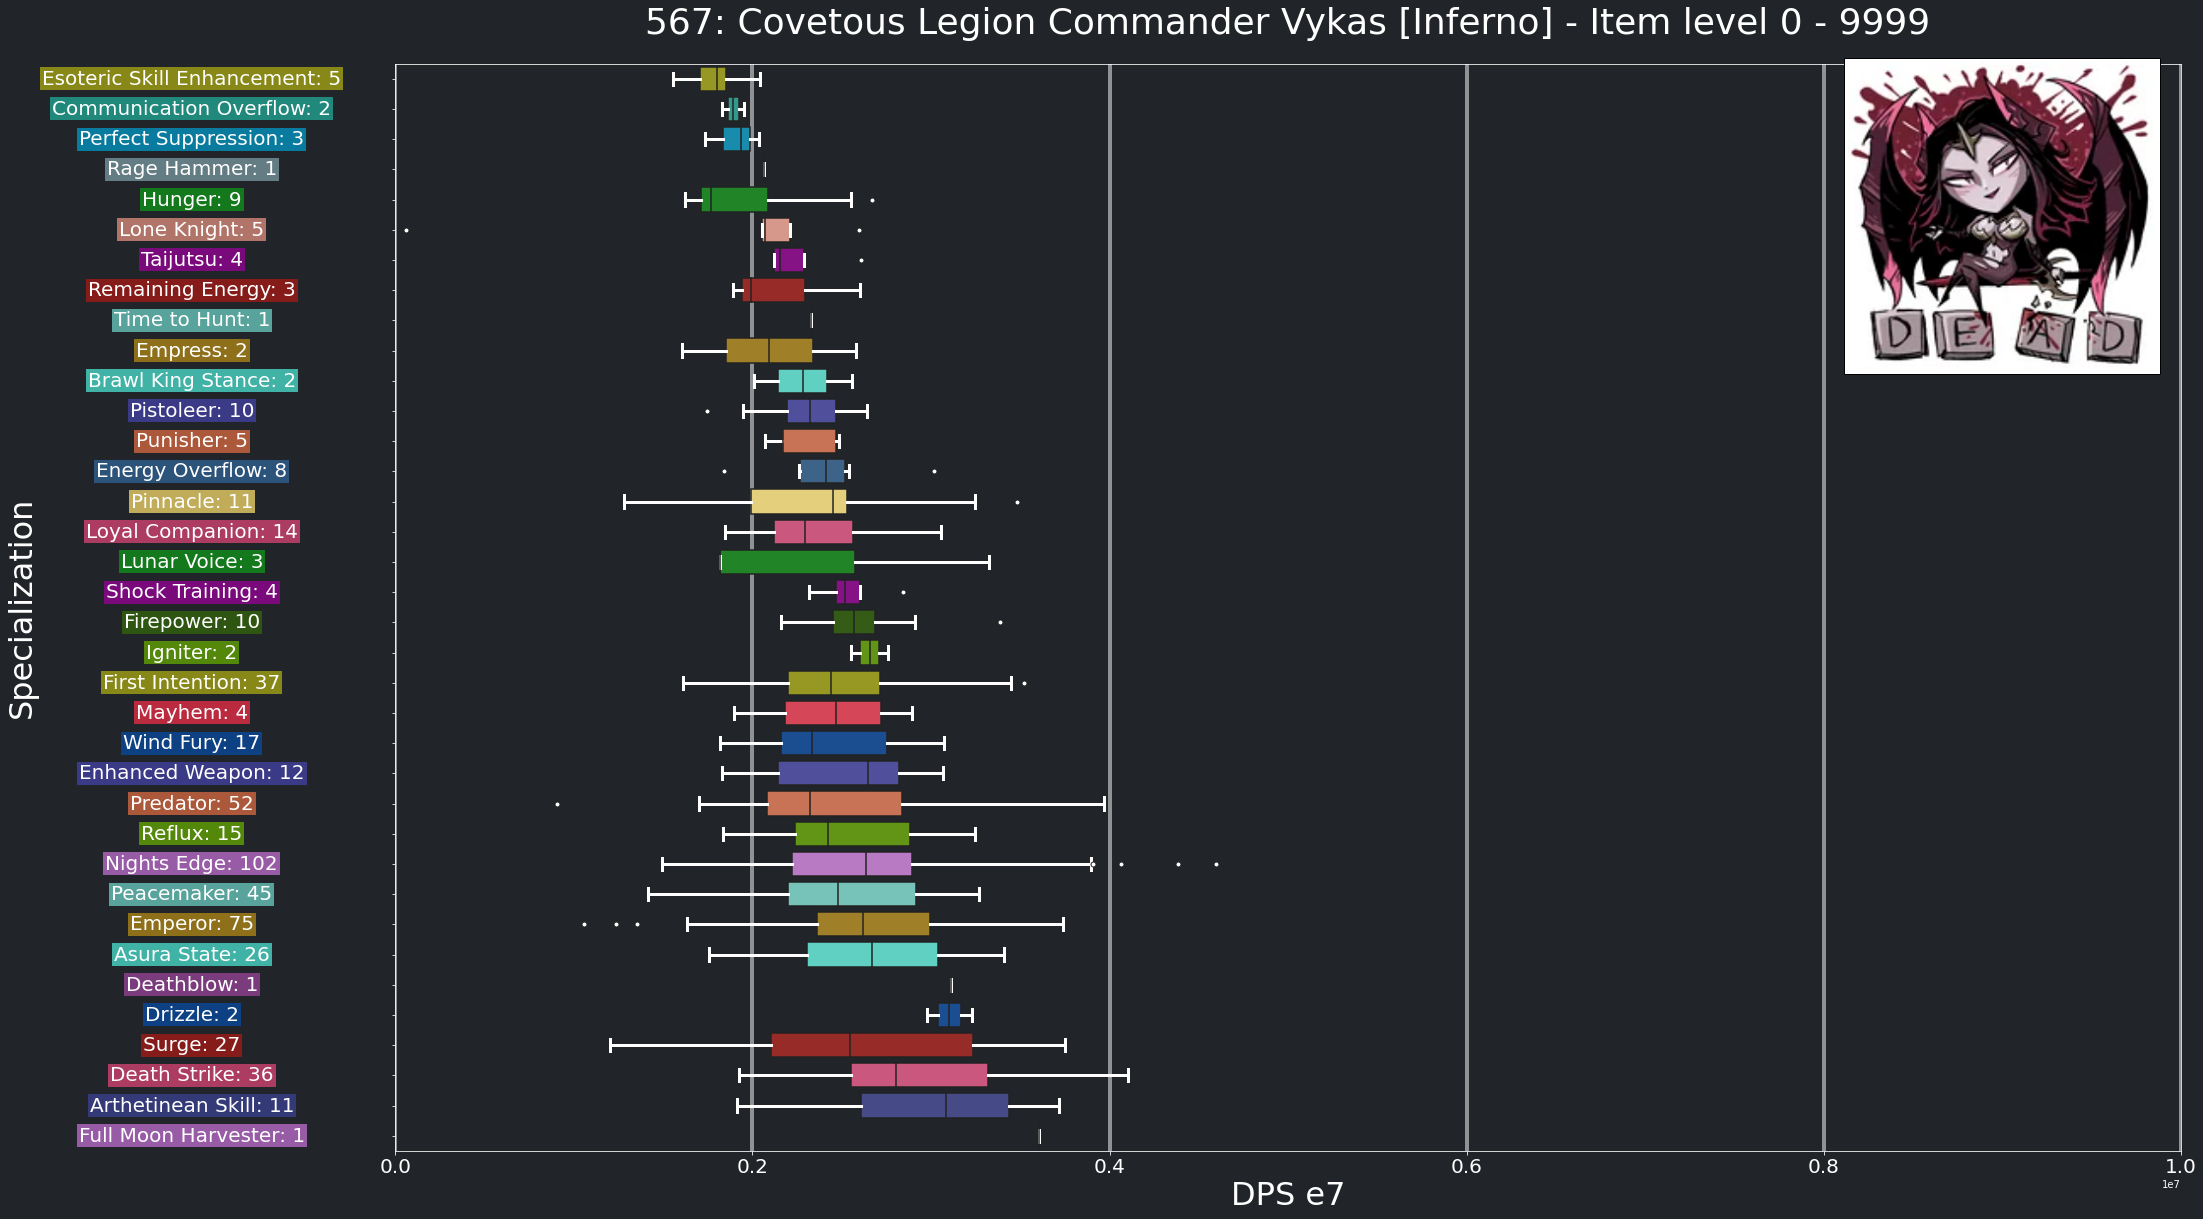 567: Covetous Legion Commander Vykas [Inferno] - Item level 0 - 9999
Specialization
Esoteric Skill Enhancement: 5
Communication Overflow: 2
Perfect Suppression: 3
Rage Hammer: 1
Hunger: 9
Lone Knight: 5
Taijutsu: 4
Remaining Energy: 3
Time to Hunt: 1
Empress: 2
Brawl King Stance: 2
Pistoleer: 10
Punisher: 5
Energy Overflow: 8
Pinnacle: 11
Loyal Companion: 14
Lunar Voice: 3
Shock Training: 4
Firepower: 10
Igniter: 2
First Intention: 37
Mayhem: 4
Wind Fury: 17
Enhanced Weapon: 12
Predator: 52
Reflux: 15
Nights Edge: 102
Peacemaker: 45
Emperor: 75
Asura State: 26
Deathblow: 1
Drizzle: 2
Surge: 27
Death Strike: 36
Arthetinean Skill: 11
Full Moon Harvester: 1
DEAD
0.0 0.2 0.4 0.6 0.8 1.0
1e7
DPS e7